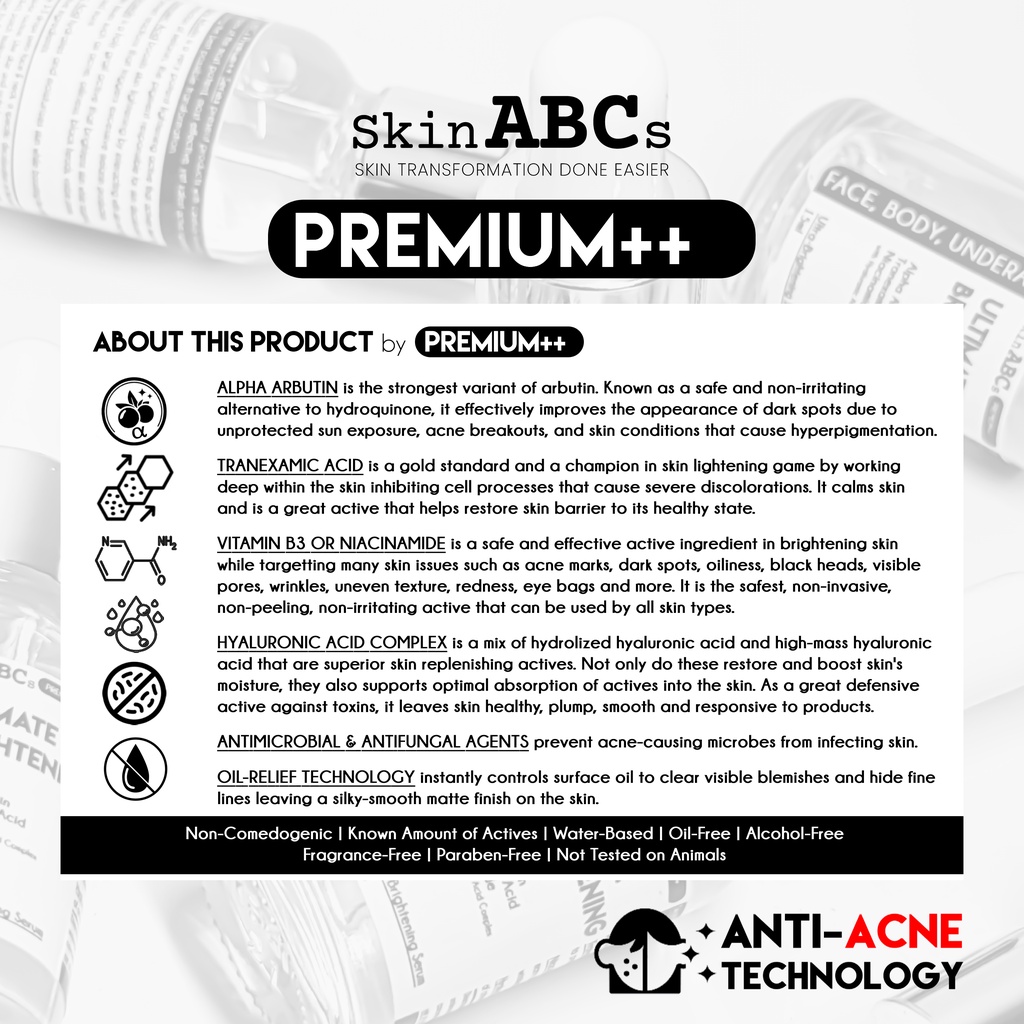 SkinABCs
SKIN TRANSFORMATION DONE EASIER
PREMIUM++
FACE, BODY, UNDERA
ABOUT THIS PRODUCT by PREMIUM++
α
ALPHA ARBUTIN is the strongest variant of arbutin. Known as a safe and non-irritating
alternative to hydroquinone, it effectively improves the appearance of dark spots due to
unprotected sun exposure, acne breakouts, and skin conditions that cause hyperpigmentation.
TRANEXAMIC ACID is a gold standard and a champion in skin lightening game by working
deep within the skin inhibiting cell processes that cause severe discolorations. It calms skin
and is a great active that helps restore skin barrier to its healthy state.
N NH2
O
VITAMIN B3 OR NIACINAMIDE is a safe and effective active ingredient in brightening skin
while targetting many skin issues such as acne marks, dark spots, oiliness, black heads, visible
pores, wrinkles, uneven texture, redness, eye bags and more. It is the safest, non-invasive,
non-peeling, non-irritating active that can be used by all skin types.
HYALURONIC ACID COMPLEX is a mix of hydrolized hyaluronic acid and high-mass hyaluronic
acid that are superior skin replenishing actives. Not only do these restore and boost skin's
moisture, they also supports optimal absorption of actives into the skin. As a great defensive
active against toxins, it leaves skin healthy, plump, smooth and responsive to products.
ANTIMICROBIAL & ANTIFUNGAL AGENTS prevent acne-causing microbes from infecting skin.
OIL-RELIEF TECHNOLOGY instantly controls surface oil to clear visible blemishes and hide fine
lines leaving a silky-smooth matte finish on the skin.
Non-Comedogenic | Known Amount of Actives | Water-Based | Oil-Free | Alcohol-Free
Fragrance-Free | Paraben-Free | Not Tested on Animals
Brightening Serum
ANTI-ACNE
TECHNOLOGY